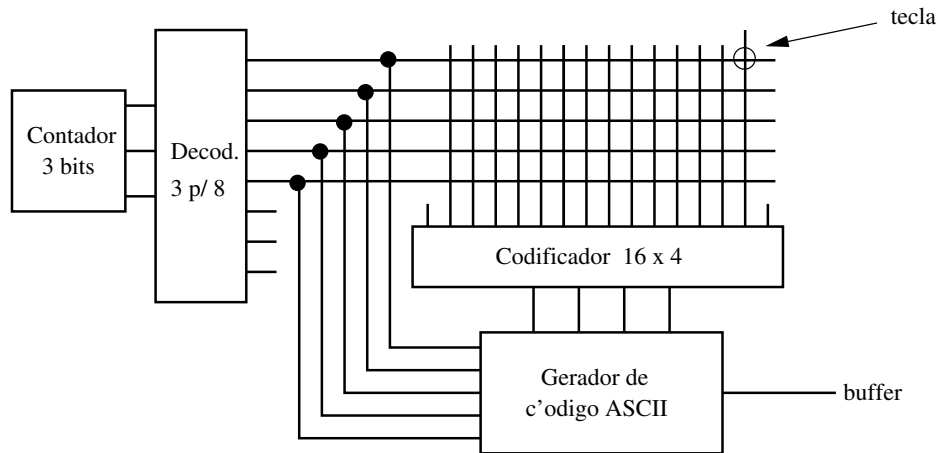 tecla
Contador
3 bits
Decod.
3 p/ 8
Codificador 16 x 4
Gerador de
c'odigo ASCII
buffer